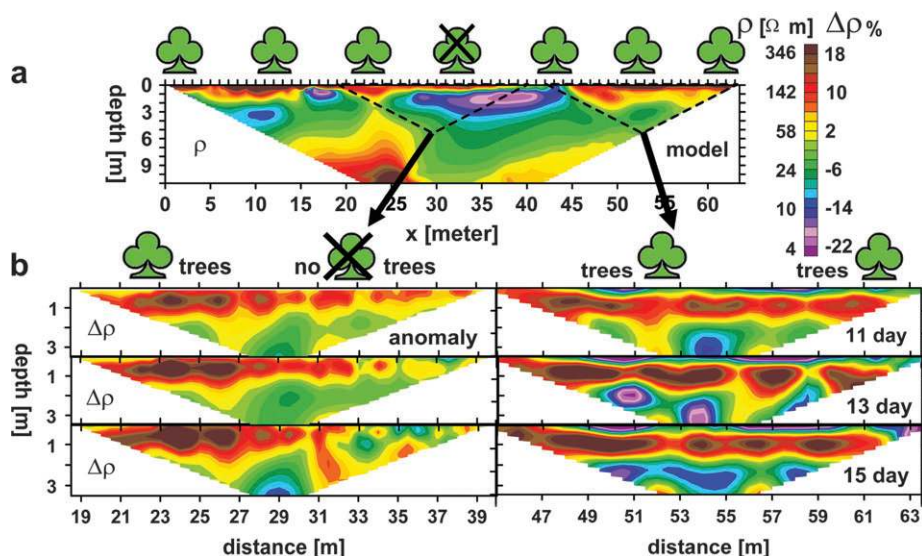 ρ [Ω m] Δρ %
a
depth [m]
0
3
6
9
ρ
model
0 5 10 15 20 25 30 35 40 45 50 55 60
x [meter]
346 18
142 10
58 2
24 -6
10 -14
4 -22
b
trees no trees trees trees
depth [m]
1
3
Δρ
anomaly
11 day
1
3
Δρ
13 day
1
3
Δρ
15 day
19 21 23 25 27 29 31 33 35 37 39
47 49 51 53 55 57 59 61 63
distance [m] distance [m]